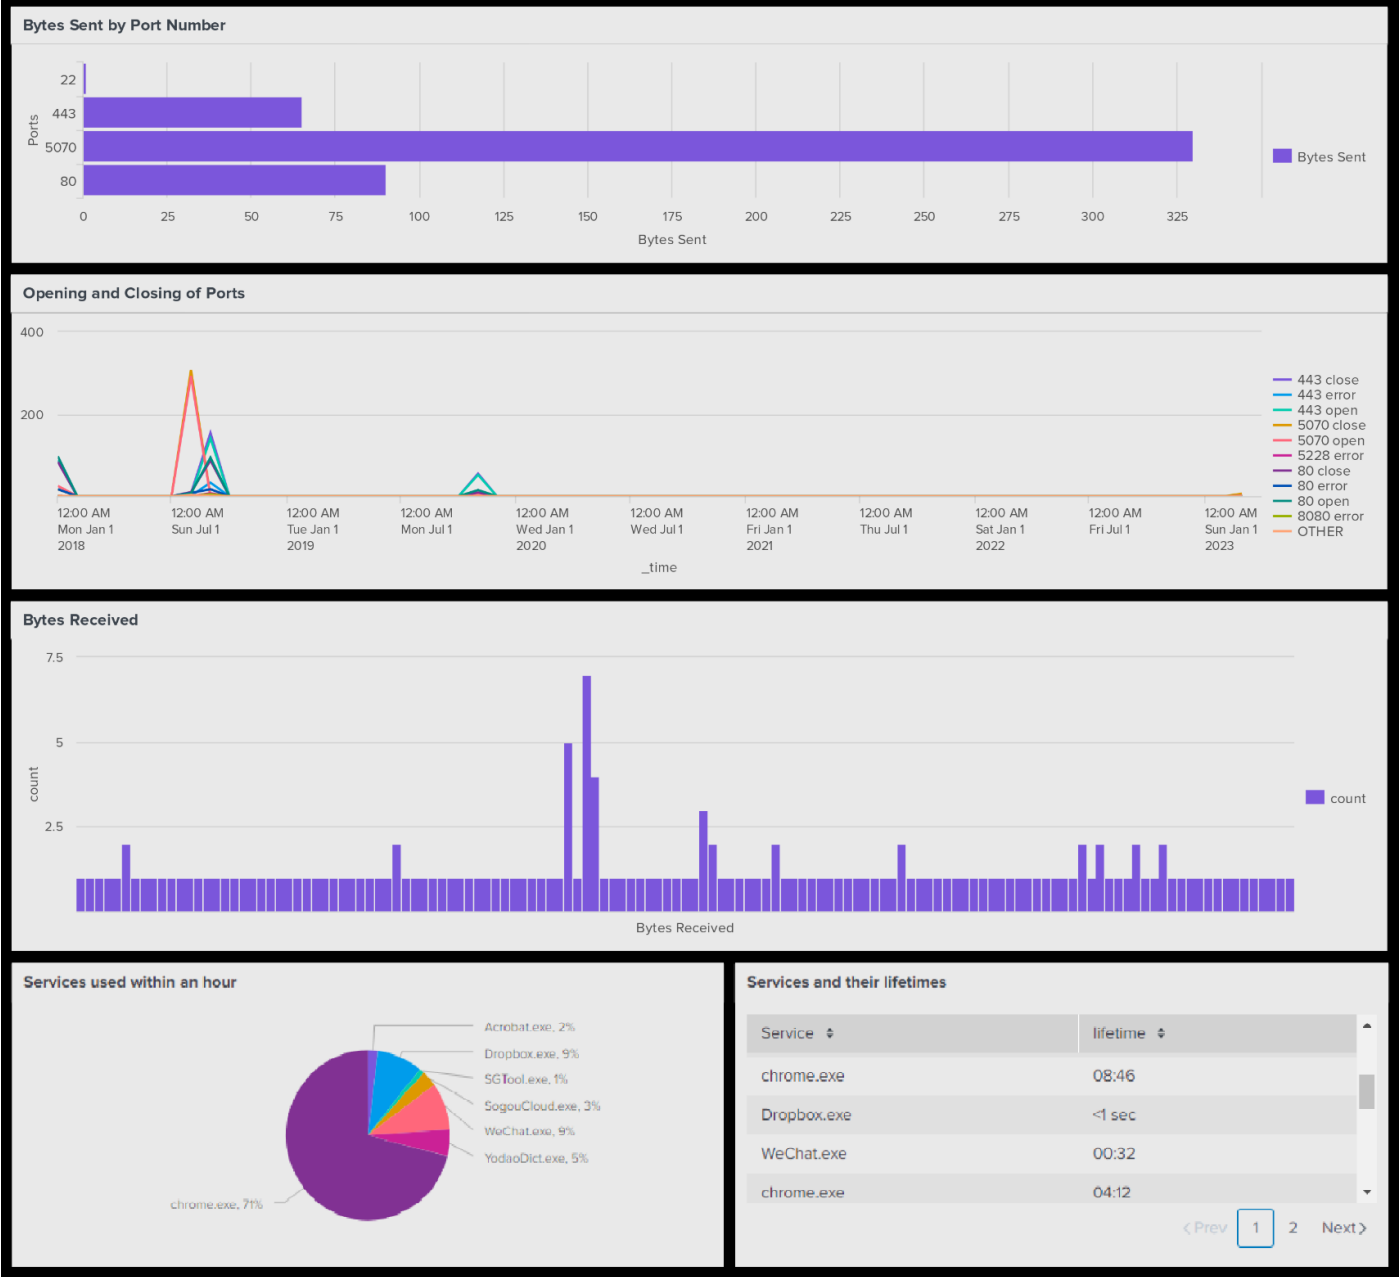 Bytes Sent by Port Number
22
443
5070
80
Ports
0 25 50 75 100 125 150 175 200 225 250 275 300 325
Bytes Sent
Bytes Sent
Opening and Closing of Ports
400
200
12:00 AM 12:00 AM 12:00 AM 12:00 AM 12:00 AM 12:00 AM 12:00 AM 12:00 AM 12:00 AM 12:00 AM 12:00 AM
Mon Jan 1 Sun Jul 1 Tue Jan 1 Mon Jul 1 Wed Jan 1 Wed Jul 1 Fri Jan 1 Thu Jul 1 Sat Jan 1 Fri Jul 1 Sun Jan 1
2018 2019 2020 2021 2022 2023
_time
443 close
443 error
443 open
5070 close
5070 open
5228 error
80 close
80 error
80 open
8080 error
OTHER
Bytes Received
7.5
5
2.5
count
Bytes Received
count
Services used within an hour
Acrobat.exe, 2%
Dropbox.exe, 9%
SGTool.exe, 1%
SogouCloud.exe, 3%
WeChat.exe, 9%
YodaoDict.exe, 5%
chrome.exe, 71%
Services and their lifetimes
Service lifetime
chrome.exe 08:46
Dropbox.exe <1 sec
WeChat.exe 00:32
chrome.exe 04:12
< Prev 1 2 Next >